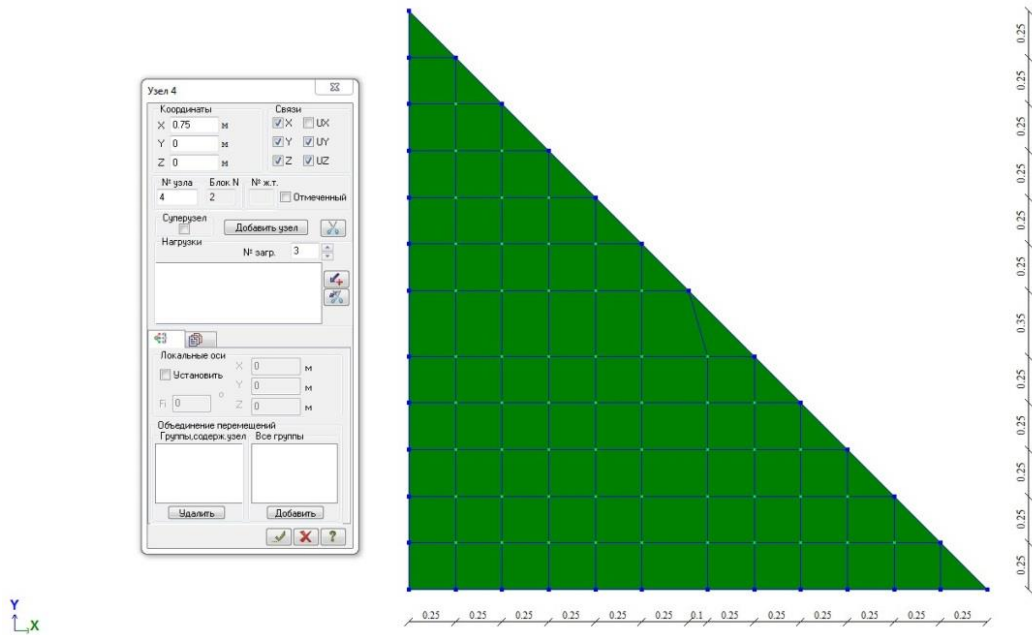 Узел 4
Координаты
Связи
X 0.75 м
X UX
Y 0 м
Y UY
Z 0 м
Z UZ
№ узла Блок N № ж.т.
4 2 Отмеченный
Суперузел
Добавить узел
Нагрузки
№ загр. 3
Локальные оси
Установить
X 0 м
Y 0 м
Fi 0 ° Z 0 м
Объединение перемещений
Группы,содерж.узел Все группы
Удалить Добавить
?
0.25
0.25
0.25
0.25
0.25
0.25
0.35
0.25
0.25
0.25
0.25
0.25
0.25 0.25 0.25 0.25 0.25 0.25 0.1 0.25 0.25 0.25 0.25 0.25
Y
X